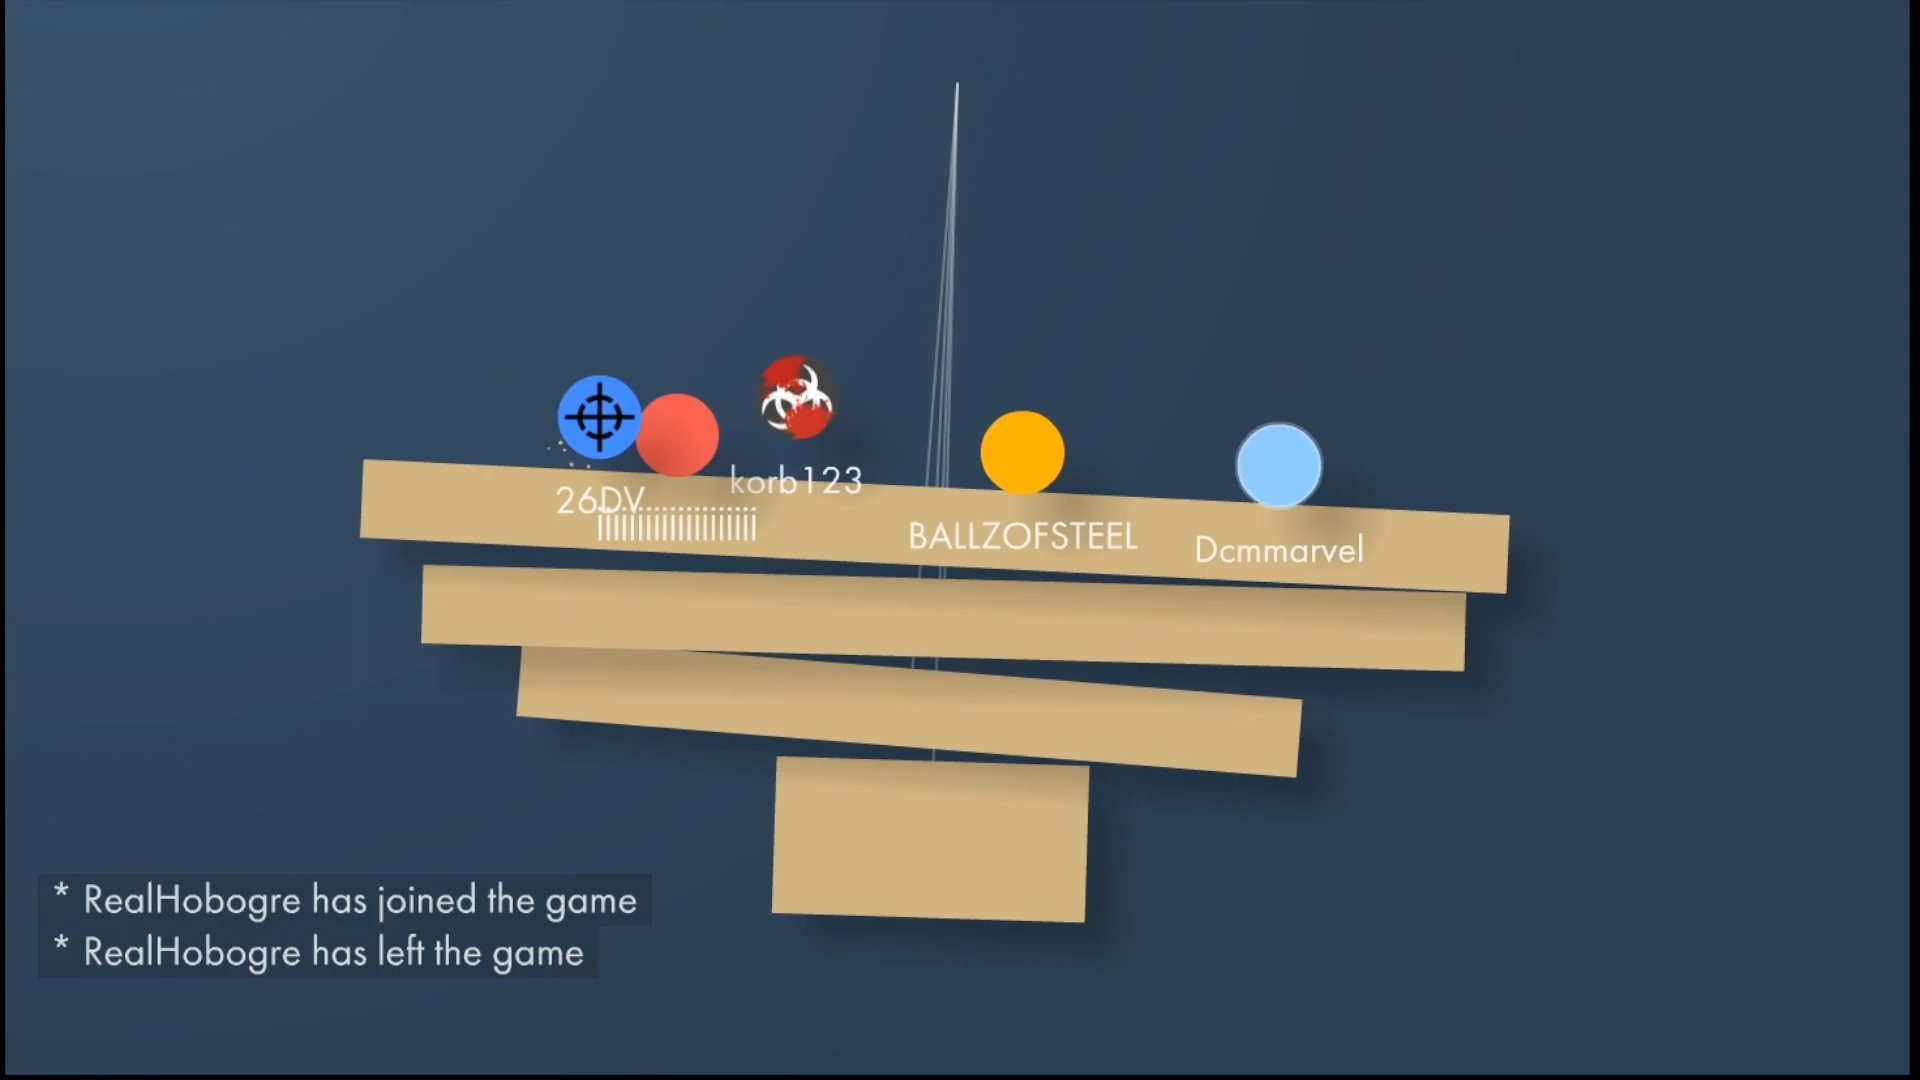 korb123
26DV
BALLZOFSTEEL
Dcmmarvel
* RealHobogre has joined the game
* RealHobogre has left the game